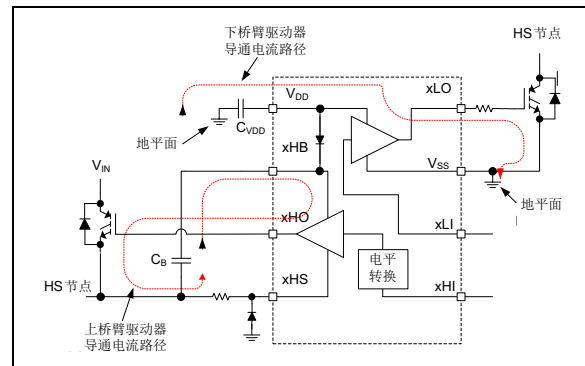 下桥臂驱动器
导通电流路径
HS 节点
VDD
xLO
CVDD
地平面
xHB
VIN
VSS
地平面
xHO
xLI
CB
电平
转换
HS 节点
xHS
xHI
上桥臂驱动器
导通电流路径